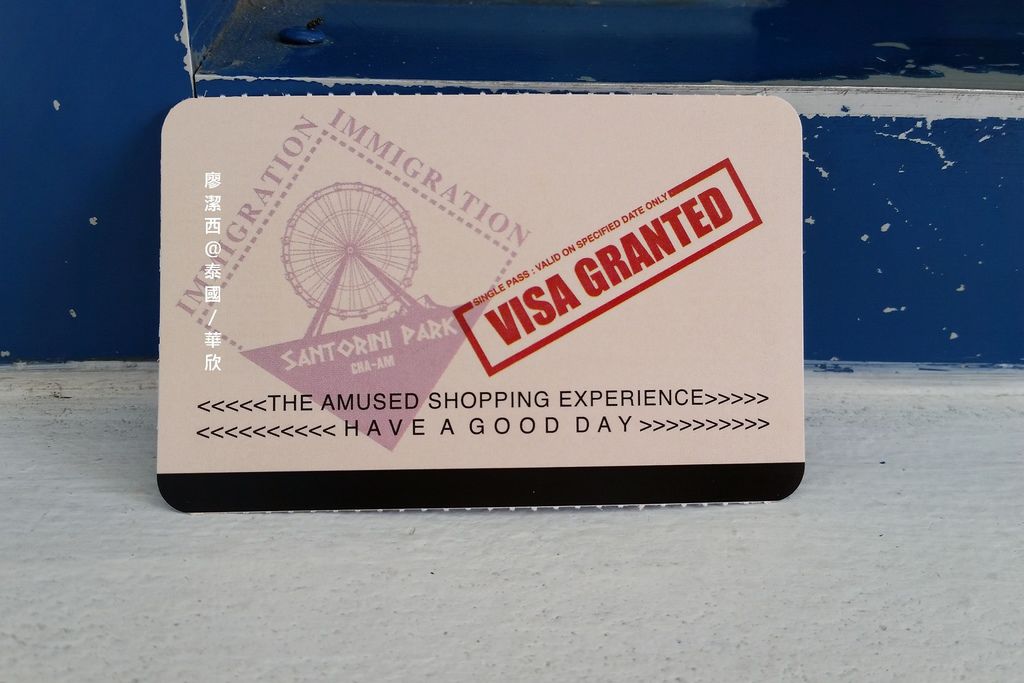 IMMIGRATION
IMMIGRATION
廖潔西@泰國/華欣
SANTORINI PARK
CHA-AM
SINGLE PASS : VALID ON SPECIFIED DATE ONLY
VISA GRANTED
<<<<<THE AMUSED SHOPPING EXPERIENCE>>>>>
<<<<<<<<<< HAVE A GOOD DAY >>>>>>>>>>